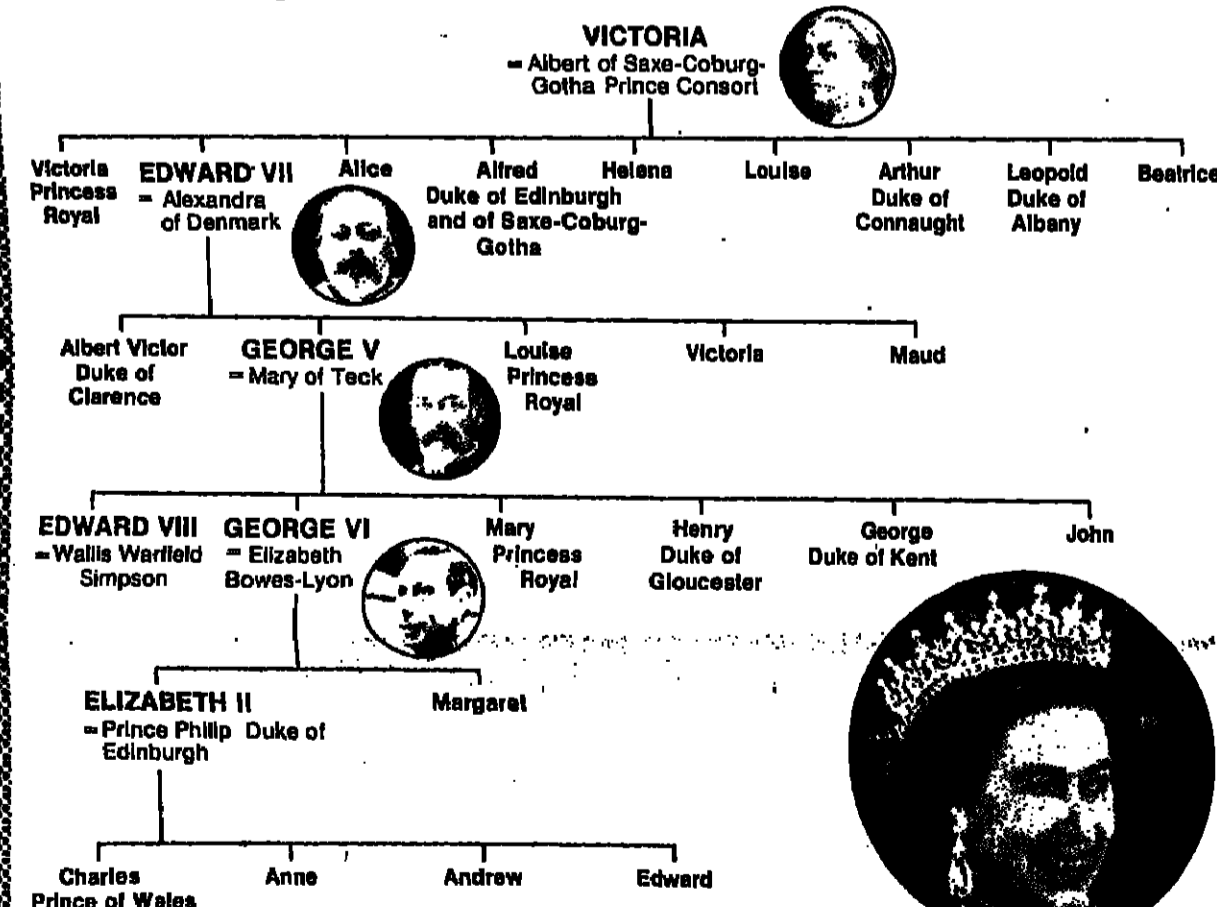 VICTORIA
= Albert of Saxe-Coburg-
Gotha Prince Consort
Victoria
Princess
Royal
EDWARD VII
= Alexandra
of Denmark
Alice
Alfred
Duke of Edinburgh
and of Saxe-Coburg-
Gotha
Helena
Louise
Arthur
Duke of
Connaught
Leopold
Duke of
Albany
Beatrice
Albert Victor
Duke of
Clarence
GEORGE V
= Mary of Teck
Louise
Princess
Royal
Victoria
Maud
EDWARD VIII
= Wallis Warfield
Simpson
GEORGE VI
= Elizabeth
Bowes-Lyon
Mary
Princess
Royal
Henry
Duke of
Gloucester
George
Duke of Kent
John
ELIZABETH II
= Prince Philip Duke of
Edinburgh
Margaret
Charles
Prince of Wales
Anne
Andrew
Edward